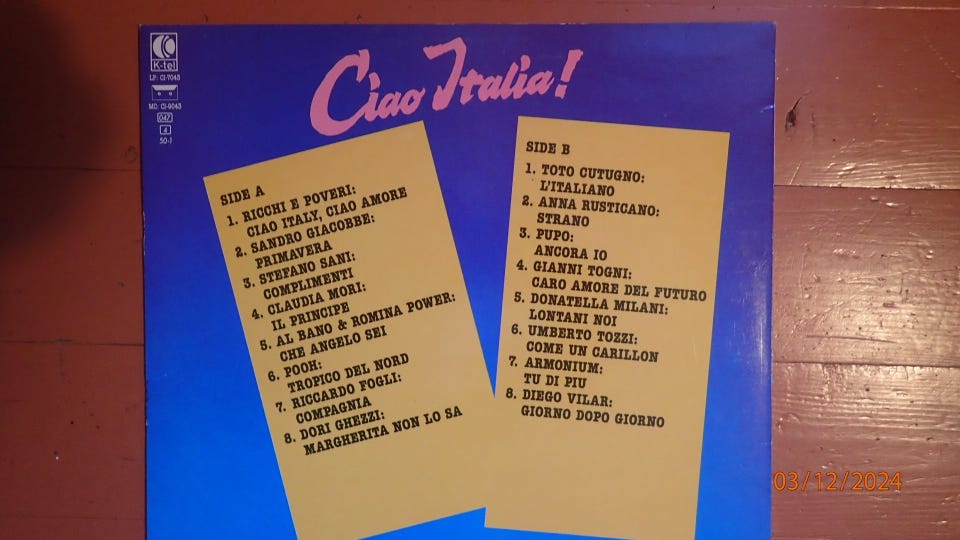 K-tel
LP: CI-7043
MC: CI-9043
047
4
50-1
Ciao Italia!
SIDE A
1. RICCHI E POVERI:
CIAO ITALY, CIAO AMORE
2. SANDRO GIACOBBE:
PRIMAVERA
3. STEFANO SANI:
COMPLIMENTI
4. CLAUDIA MORI:
IL PRINCIPE
5. AL BANO & ROMINA POWER:
CHE ANGELO SEI
6. POOH:
TROPICO DEL NORD
7. RICCARDO FOGLI:
COMPAGNIA
8. DORI GHEZZI:
MARGHERITA NON LO SA
SIDE B
1. TOTO CUTUGNO:
L'ITALIANO
2. ANNA RUSTICANO:
STRANO
3. PUPO:
ANCORA IO
4. GIANNI TOGNI:
CARO AMORE DEL FUTURO
5. DONATELLA MILANI:
LONTANI NOI
6. UMBERTO TOZZI:
COME UN CARILLON
7. ARMONIUM:
TU DI PIU
8. DIEGO VILAR:
GIORNO DOPO GIORNO
03/12/2024